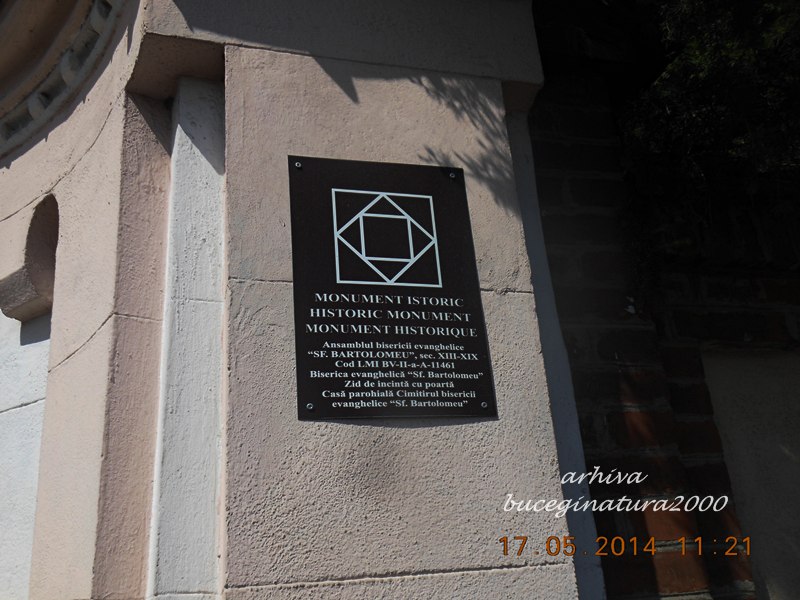 MONUMENT ISTORIC
HISTORIC MONUMENT
MONUMENT HISTORIQUE
Ansamblul bisericii evanghelice
“SF. BARTOLOMEU”, sec. XIII-XIX
Cod LMI BV-II-a-A-11461
Biserica evanghelică “Sf. Bartolomeu”
Zid de incintă cu poartă
Casă parohială Cimitirul bisericii
evanghelice “Sf. Bartolomeu”
arhiva
buceginatura2000
17.05.2014 11:21